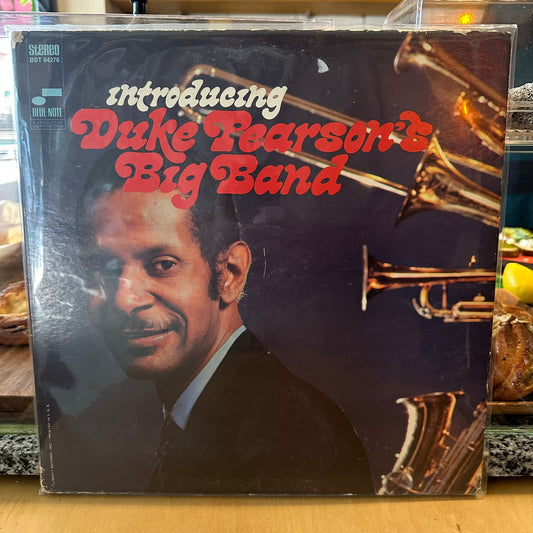 STEREO
BST 84276
BLUE NOTE
introducing
Duke Pearson's
Big Band